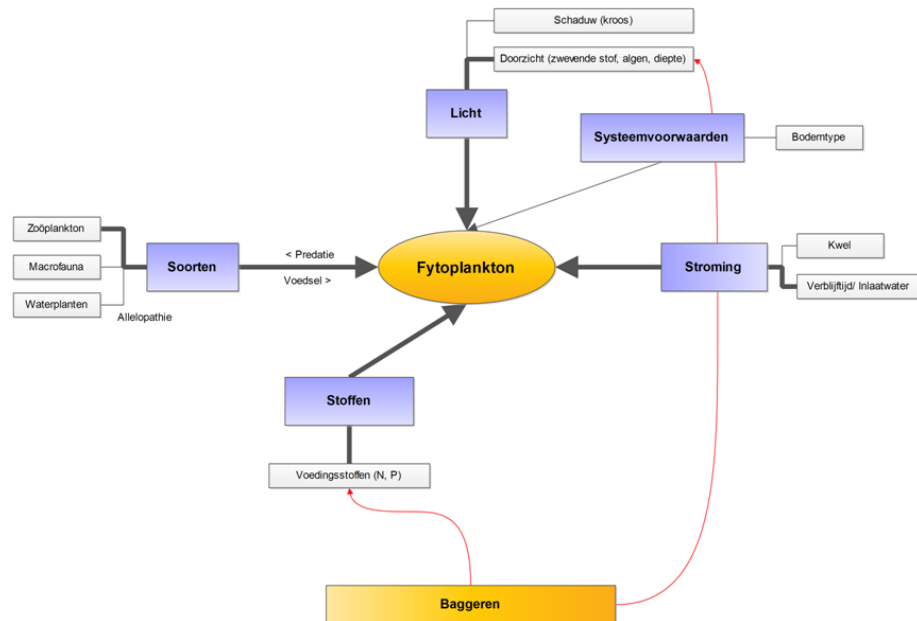 Schaduw (kroos)
Doorzicht (zwevende stof, algen, diepte)
Licht
Systeemvoorwaarden
Bodemtype
Zoöplankton
Macrofauna
Waterplanten
Allelopathie
Soorten
< Predatie
Voedsel >
Fytoplankton
Stroming
Kwel
Verblijftijd/ Inlaatwater
Stoffen
Voedingsstoffen (N, P)
Baggeren